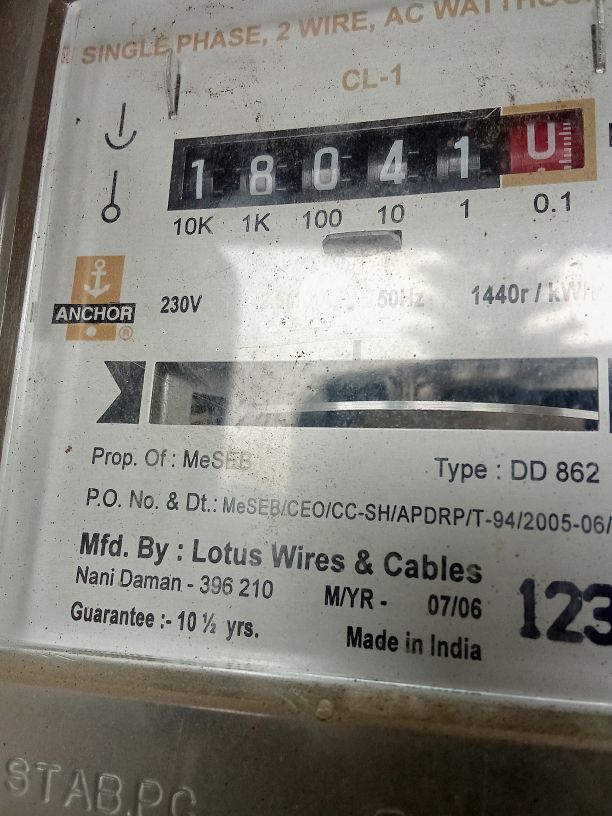 SINGLE PHASE, 2 WIRE, AC WATTHOU
CL-1
1 8 0 4 1 0
10K 1K 100 10 1 0.1
ANCHOR ®
230V 50Hz 1440r / kWh
Prop. Of : MeSEB
Type : DD 862
P.O. No. & Dt.: MeSEB/CEO/CC-SH/APDRP/T-94/2005-06/
Mfd. By : Lotus Wires & Cables
Nani Daman - 396 210
M/YR - 07/06
123
Guarantee :- 10 ½ yrs.
Made in India
STAB.PC